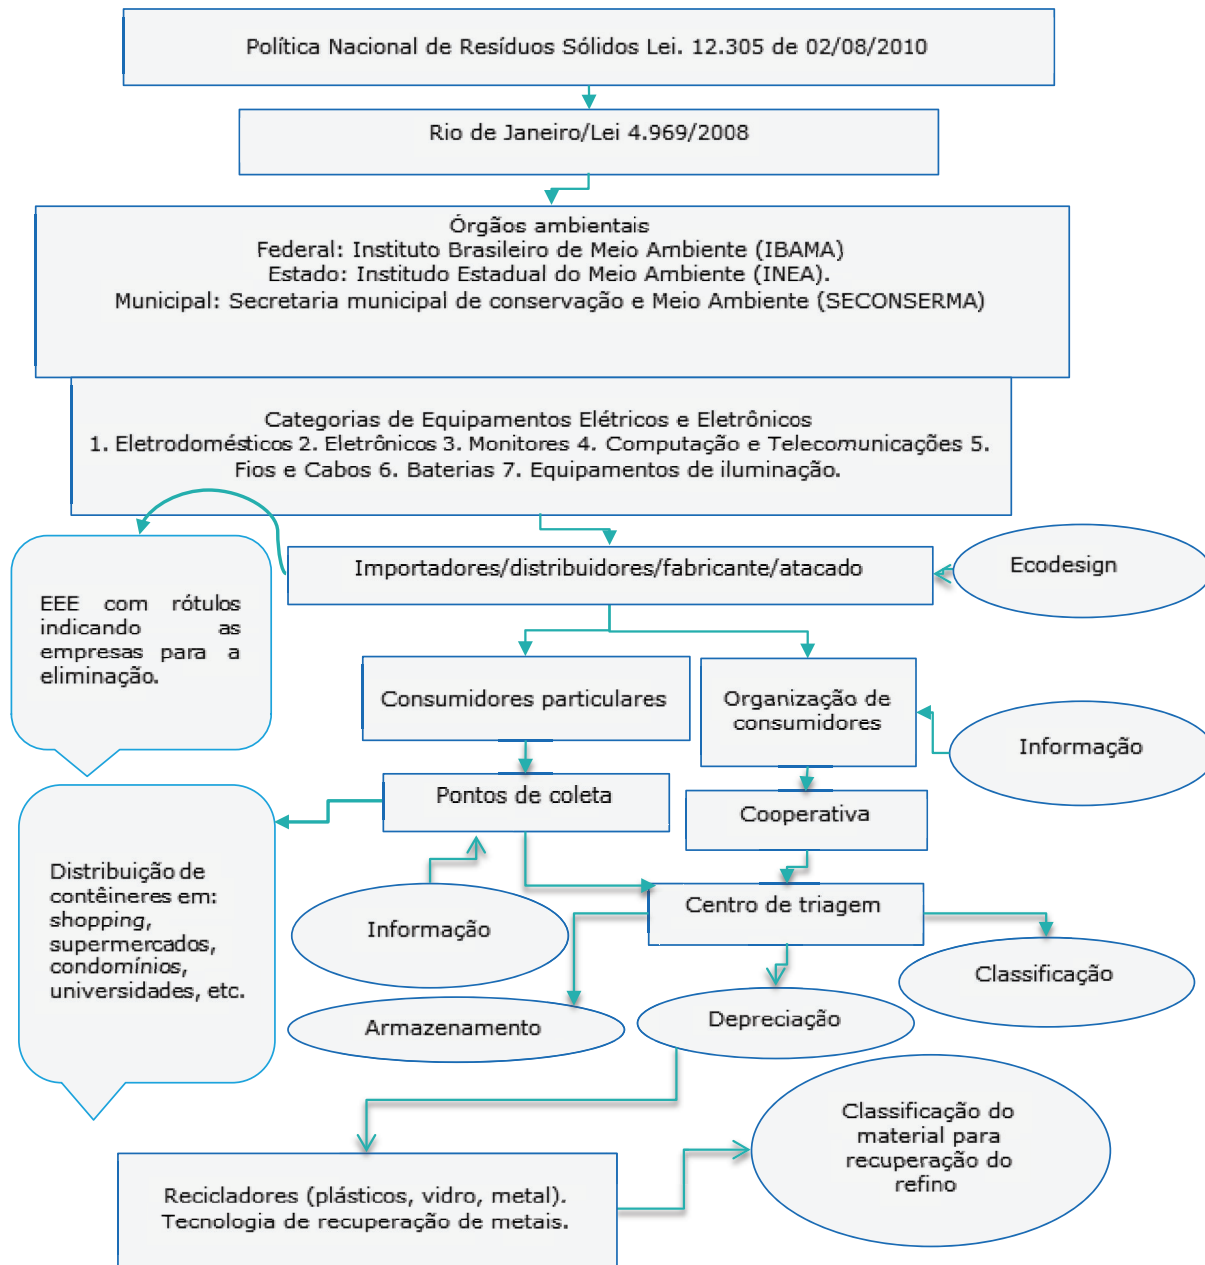 Política Nacional de Resíduos Sólidos Lei. 12.305 de 02/08/2010
Rio de Janeiro/Lei 4.969/2008
Órgãos ambientais
Federal: Instituto Brasileiro de Meio Ambiente (IBAMA)
Estado: Institudo Estadual do Meio Ambiente (INEA).
Municipal: Secretaria municipal de conservação e Meio Ambiente (SECONSERMA)
Categorias de Equipamentos Elétricos e Eletrônicos
1. Eletrodomésticos 2. Eletrônicos 3. Monitores 4. Computação e Telecomunicações 5.
Fios e Cabos 6. Baterias 7. Equipamentos de iluminação.
Importadores/distribuidores/fabricante/atacado
Ecodesign
EEE com rótulos
indicando as
empresas para a
eliminação.
Consumidores particulares
Organização de
consumidores
Informação
Pontos de coleta
Cooperativa
Distribuição de
contêineres em:
shopping,
supermercados,
condomínios,
universidades, etc.
Informação
Centro de triagem
Classificação
Armazenamento
Depreciação
Classificação do
material para
recuperação do
refino
Recicladores (plásticos, vidro, metal).
Tecnologia de recuperação de metais.